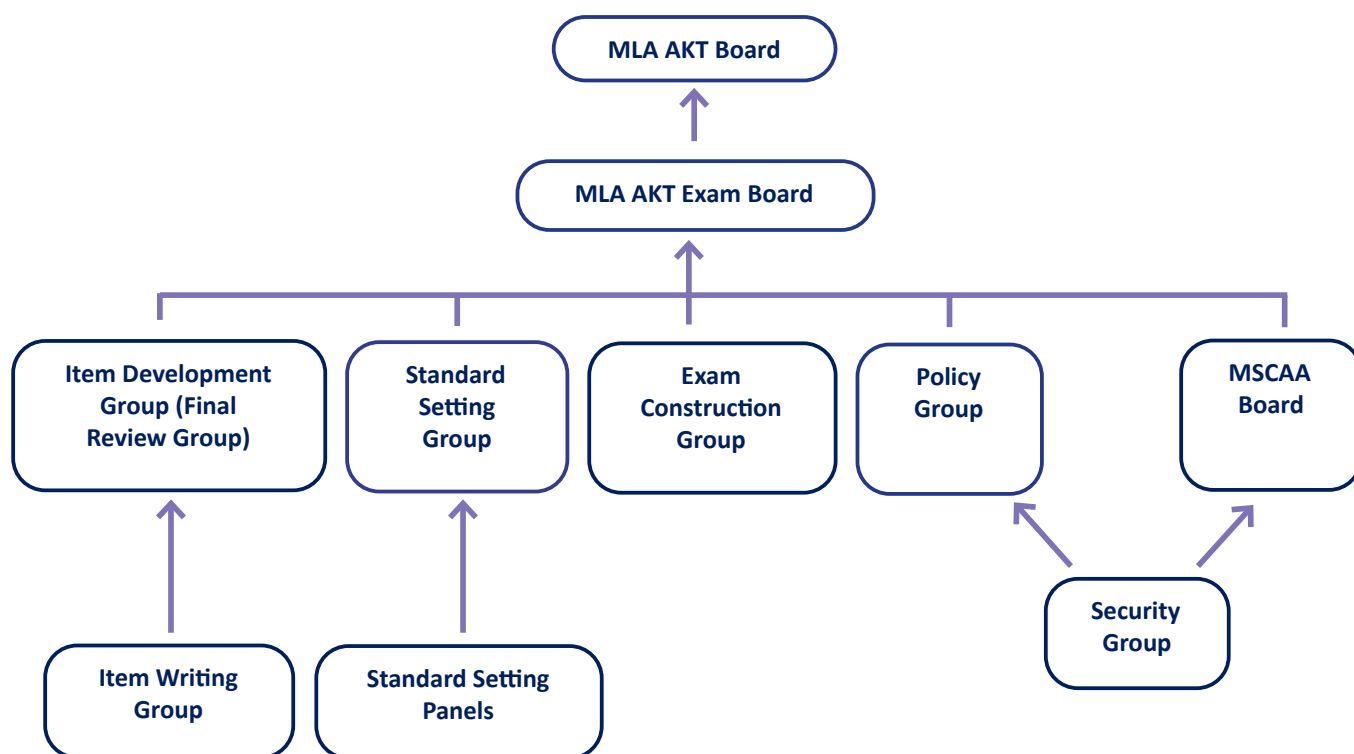 MLA AKT Board
MLA AKT Exam Board
Item Development
Group (Final
Review Group)
Standard
Setting
Group
Exam
Construction
Group
Policy
Group
MSCAA
Board
Security
Group
Item Writing
Group
Standard Setting
Panels